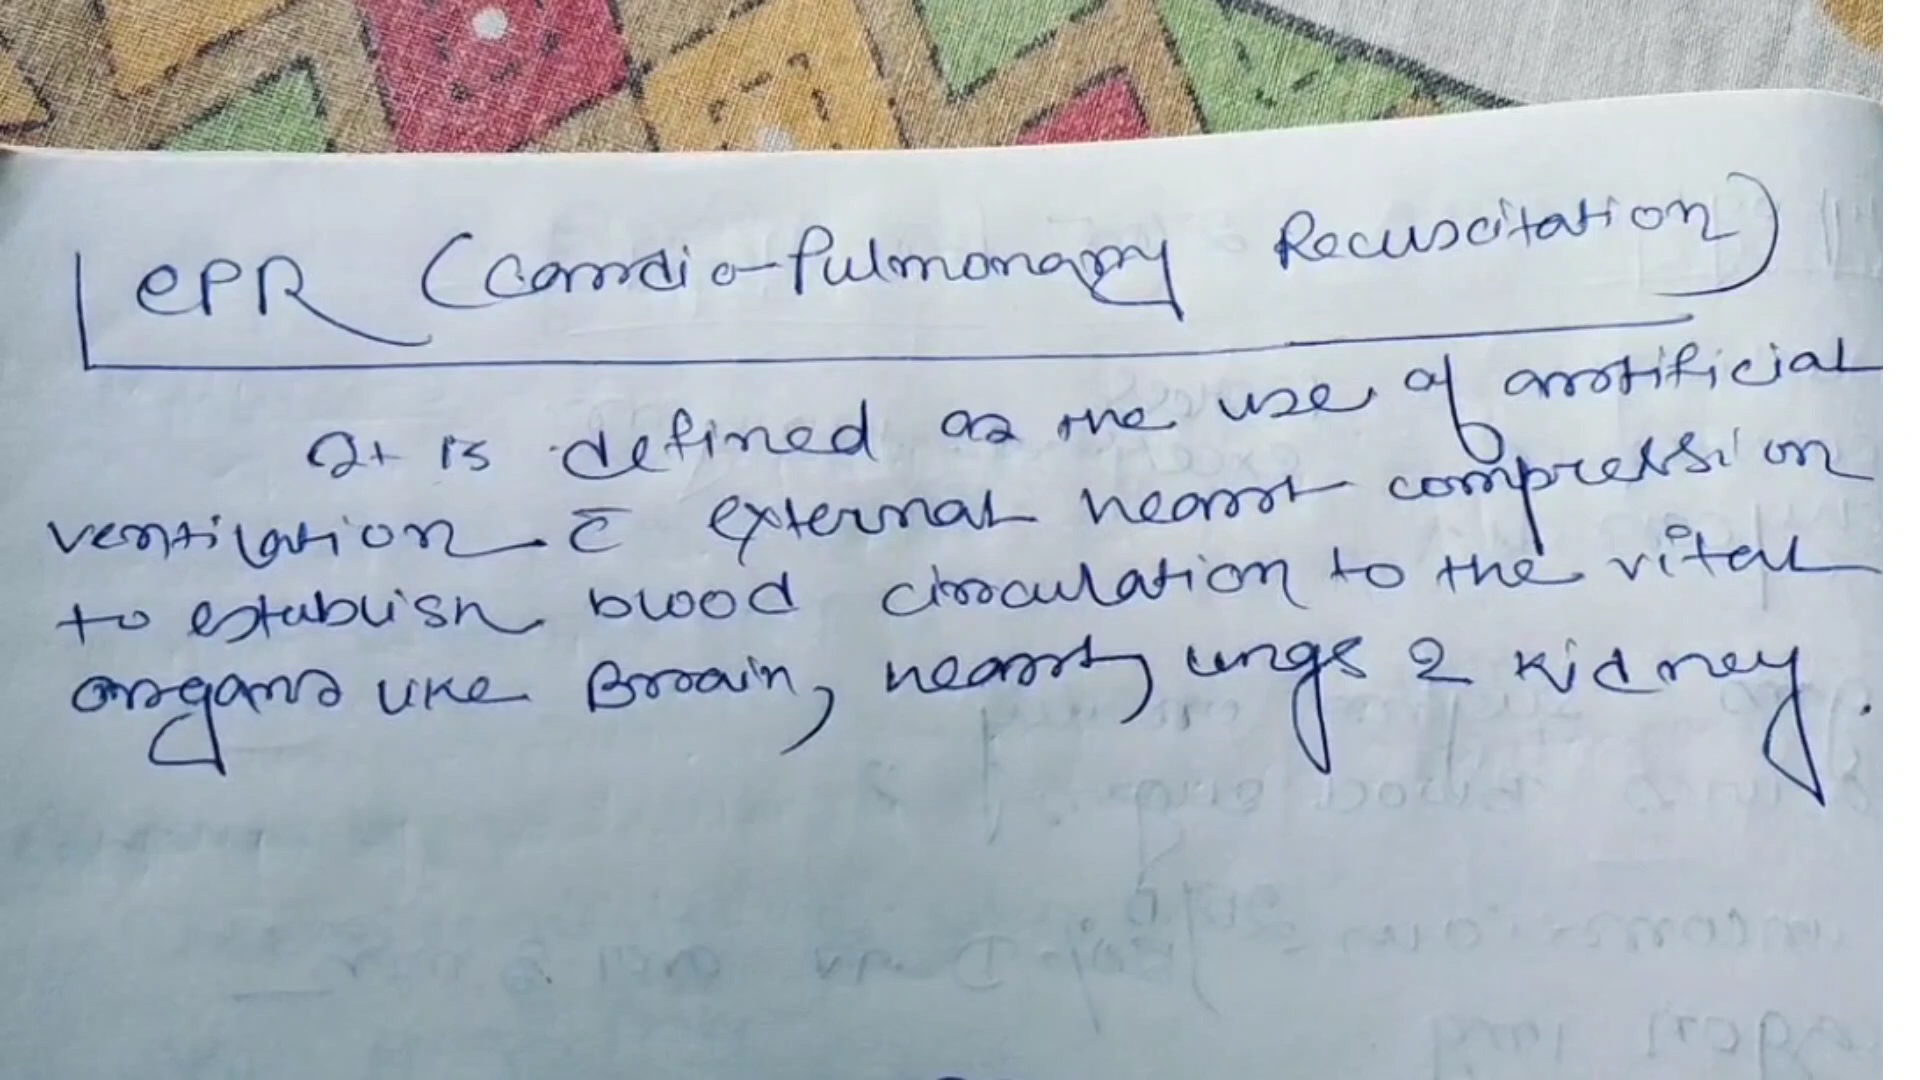 CPR (Cardio-Pulmonary Recuscitation)
It is defined as the use of artificial
ventilation c̄ external heart compression
to establish blood circulation to the vital
organs like Brain, heart, lungs & kidney.